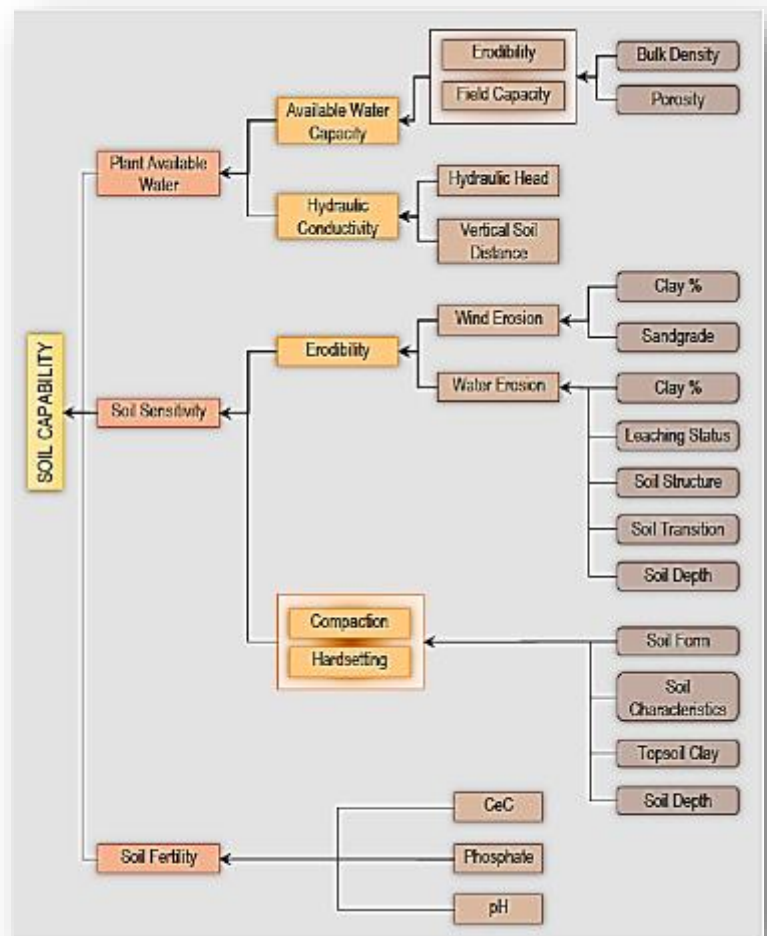 Erodibility
Field Capacity
Bulk Density
Porosity
Available Water
Capacity
Plant Available
Water
Hydraulic
Conductivity
Hydraulic Head
Vertical Soil
Distance
SOIL CAPABILITY
Soil Sensitivity
Erodibility
Wind Erosion
Clay %
Sandgrade
Water Erosion
Clay %
Leaching Status
Soil Structure
Soil Transition
Soil Depth
Compaction
Hardsetting
Soil Form
Soil
Characteristics
Topsoil Clay
Soil Depth
Soil Fertility
CeC
Phosphate
pH